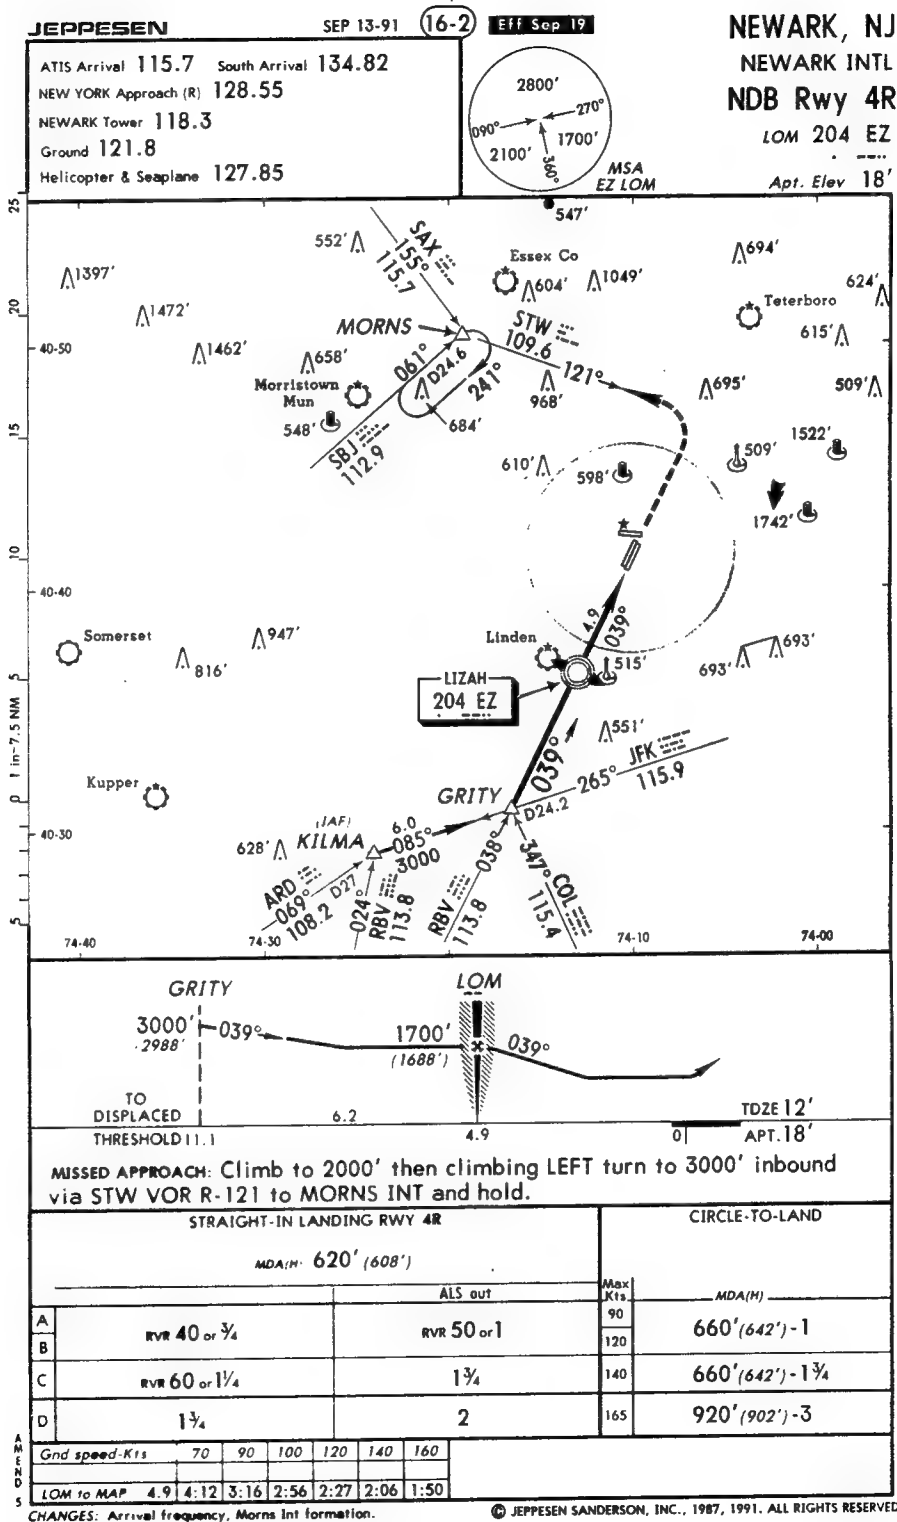 JEPPESEN
SEP 13-91
16-2
Eff Sep 19
NEWARK, NJ
NEWARK INTL
NDB Rwy 4R
LOM 204 EZ
Apt. Elev 18'
ATIS Arrival 115.7 South Arrival 134.82
NEW YORK Approach (R) 128.55
NEWARK Tower 118.3
Ground 121.8
Helicopter & Seaplane 127.85
2800'
270°
090°
2100'
1700'
360°
MSA
EZ LOM
25
20
15
10
5
0
5
1 in=7.5 NM
547'
552'
SAX
155°
115.7
Essex Co
694'
1397'
604'
1049'
624'
1472'
Teterboro
615'
MORNS
STW
109.6
121°
40-50
1462'
658'
061°
D24.6
241°
Morristown
Mun
968'
695'
509'
548'
684'
SBJ
112.9
610'
598'
509'
1522'
1742'
40-40
4.9
039°
Somerset
947'
816'
Linden
515'
693'
693'
LIZAH
204 EZ
551'
039°
JFK
115.9
265°
Kupper
GRITY
D24.2
40-30
(IAF)
KILMA
6.0
085°
3000
628'
ARD
069°
108.2 D27
024°
RBV
113.8
038°
RBV
113.8
347°
COL
115.4
74-40
74-30
74-10
74-00
GRITY
LOM
3000'
2988'
039°
1700'
(1688')
039°
TO
DISPLACED
THRESHOLD 11.1
6.2
4.9
0
TDZE 12'
APT. 18'
MISSED APPROACH: Climb to 2000' then climbing LEFT turn to 3000' inbound
via STW VOR R-121 to MORNS INT and hold.
STRAIGHT-IN LANDING RWY 4R
CIRCLE-TO-LAND
MDA(H) 620' (608')
ALS out
Max
Kts
MDA(H)
A
B
RVR 40 or ¾
RVR 50 or 1
90
120
660' (642') - 1
C
RVR 60 or 1¼
1¾
140
660' (642') - 1¾
D
1¾
2
165
920' (902') - 3
Gnd speed-Kts 70 90 100 120 140 160
LOM to MAP 4.9 4:12 3:16 2:56 2:27 2:06 1:50
AMEND 5
CHANGES: Arrival frequency, Morns Int formation.
© JEPPESEN SANDERSON, INC., 1987, 1991. ALL RIGHTS RESERVED